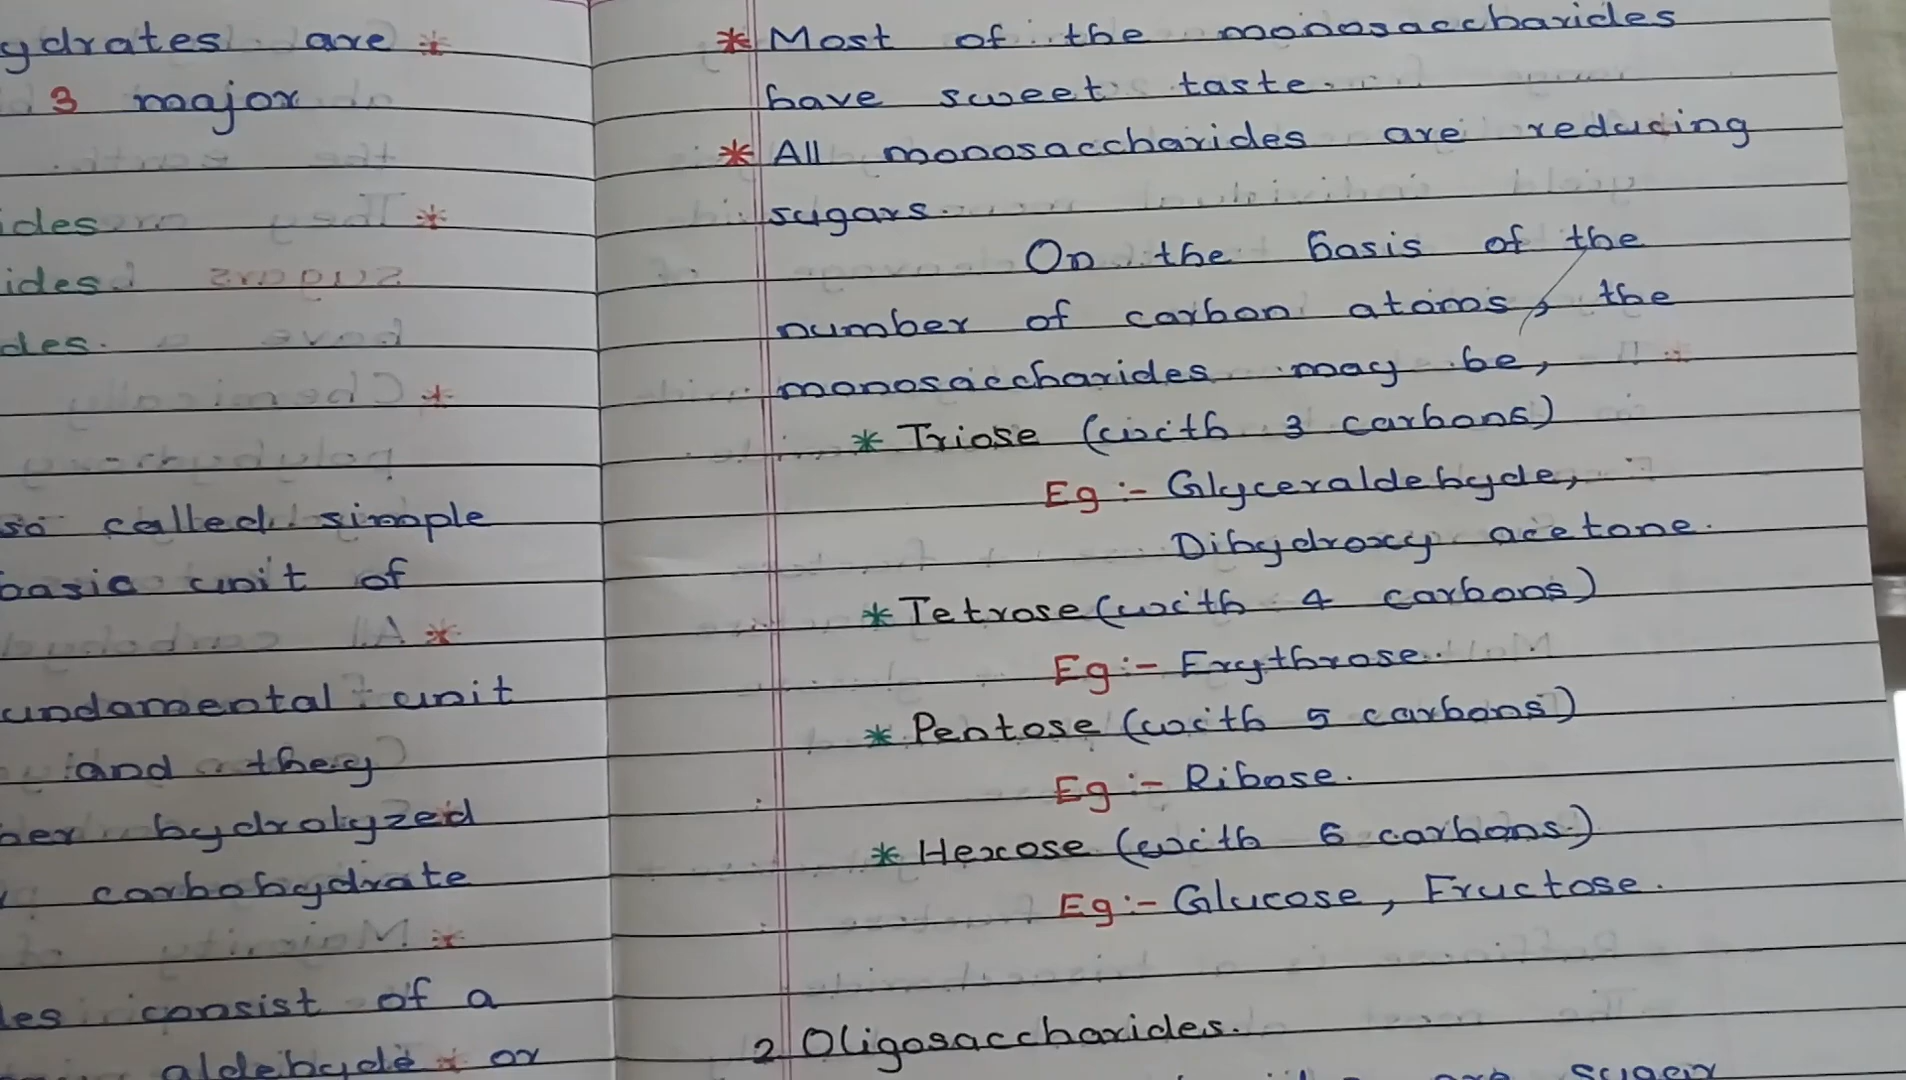 ydrates are *
3 major
ides
ides
des.
so called simple
basic unit of
undamental unit
and they
her hydrolyzed
carbohydrate
les consist of a
aldehyde or
* Most of the monosaccharides
have sweet taste.
* All monosaccharides are reducing
sugars.
On the basis of the
number of carbon atoms, the
monosaccharides may be,
* Triose (with 3 carbons)
Eg :- Glyceraldehyde,
Dihydroxy acetone.
* Tetrose (with 4 carbons)
Eg :- Erythrose.
* Pentose (with 5 carbons)
Eg :- Ribose.
* Hexose (with 6 carbons)
Eg :- Glucose, Fructose.
2 Oligosaccharides.
are sugar